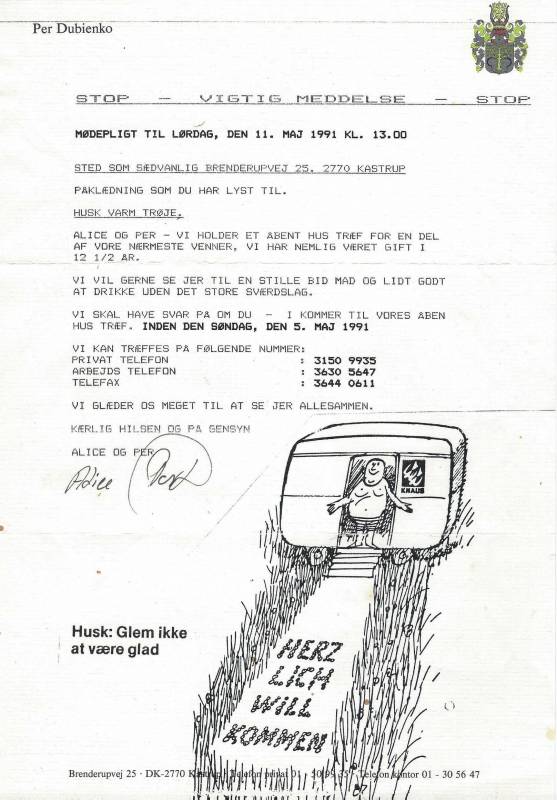 Per Dubienko
STOP - VIGTIG MEDDELSE - STOP
MØDEPLIGT TIL LØRDAG, DEN 11. MAJ 1991 KL. 13.00
STED SOM SÆDVANLIG BRENDERUPVEJ 25, 2770 KASTRUP
PÅKLÆDNING SOM DU HAR LYST TIL.
HUSK VARM TRØJE.
ALICE OG PER - VI HOLDER ET ÅBENT HUS TRÆF FOR EN DEL
AF VORE NÆRMESTE VENNER, VI HAR NEMLIG VÆRET GIFT I
12 1/2 ÅR.
VI VIL GERNE SE JER TIL EN STILLE BID MAD OG LIDT GODT
AT DRIKKE UDEN DET STORE SVÆRDSLAG.
VI SKAL HAVE SVAR PÅ OM DU - I KOMMER TIL VORES ÅBEN
HUS TRÆF. INDEN DEN SØNDAG, DEN 5. MAJ 1991
VI KAN TRÆFFES PÅ FØLGENDE NUMMER:
PRIVAT TELEFON : 3150 9935
ARBEJDS TELEFON : 3630 5647
TELEFAX : 3644 0611
VI GLÆDER OS MEGET TIL AT SE JER ALLESAMMEN.
KÆRLIG HILSEN OG PÅ GENSYN
ALICE OG PER
Alice
KNAUS
Husk: Glem ikke
at være glad
HERZ
LICH
WILL
KOMMEN
Brenderupvej 25 · DK-2770 Kastrup · Telefon privat 01 - 50 99 35 · Telefon kontor 01 - 30 56 47